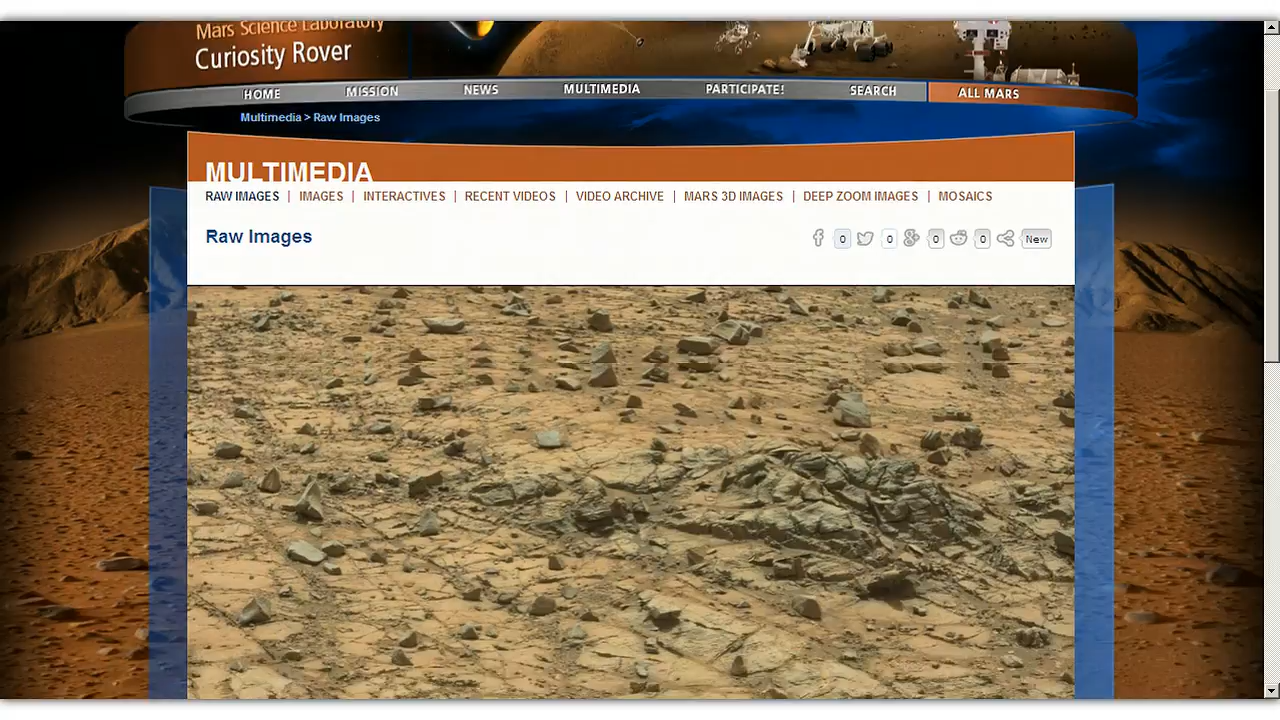 Mars Science Laboratory
Curiosity Rover
HOME MISSION NEWS MULTIMEDIA PARTICIPATE! SEARCH ALL MARS
Multimedia > Raw Images
MULTIMEDIA
RAW IMAGES | IMAGES | INTERACTIVES | RECENT VIDEOS | VIDEO ARCHIVE | MARS 3D IMAGES | DEEP ZOOM IMAGES | MOSAICS
Raw Images
0 0 0 0 New